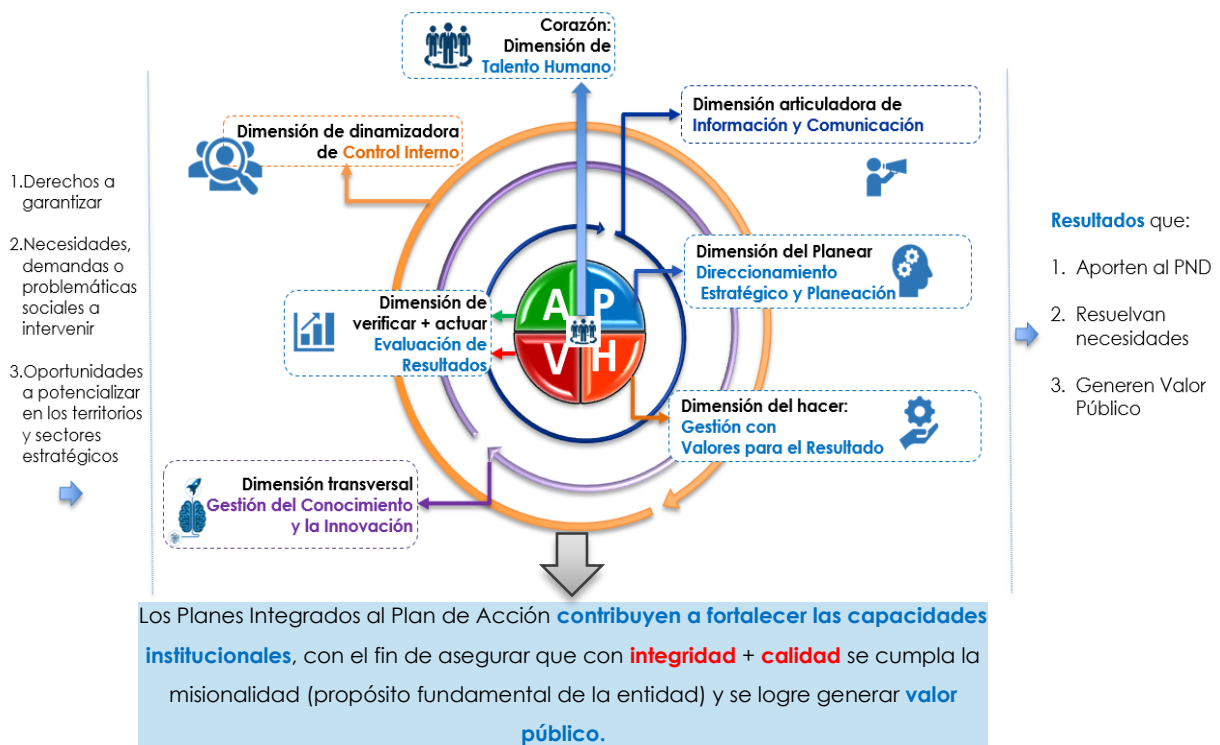 Corazón:
Dimensión de
Talento Humano
Dimensión articuladora de
Información y Comunicación
Dimensión de dinamizadora
de Control Interno
1.Derechos a
garantizar
2.Necesidades,
demandas o
problemáticas
sociales a
intervenir
3.Oportunidades
a potencializar
en los territorios
y sectores
estratégicos
Dimensión del Planear
Direccionamiento
Estratégico y Planeación
A P
V H
Dimensión de
verificar + actuar
Evaluación de
Resultados
Dimensión del hacer:
Gestión con
Valores para el Resultado
Dimensión transversal
Gestión del Conocimiento
y la Innovación
Resultados que:
1. Aporten al PND
2. Resuelvan
necesidades
3. Generen Valor
Público
Los Planes Integrados al Plan de Acción contribuyen a fortalecer las capacidades
institucionales, con el fin de asegurar que con integridad + calidad se cumpla la
misionalidad (propósito fundamental de la entidad) y se logre generar valor
público.